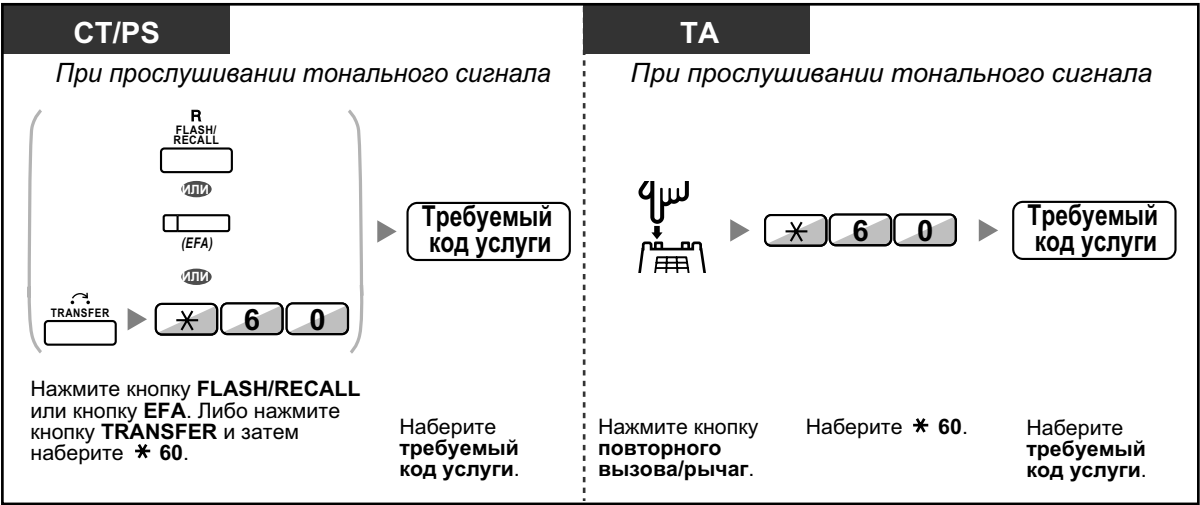 CT/PS
При прослушивании тонального сигнала
R
FLASH/
RECALL
ИЛИ
(EFA)
ИЛИ
TRANSFER
* 6 0
Требуемый
код услуги
Нажмите кнопку FLASH/RECALL
или кнопку EFA. Либо нажмите
кнопку TRANSFER и затем
наберите * 60.
Наберите
требуемый
код услуги.
TA
При прослушивании тонального сигнала
* 6 0
Требуемый
код услуги
Нажмите кнопку
повторного
вызова/рычаг.
Наберите * 60.
Наберите
требуемый
код услуги.